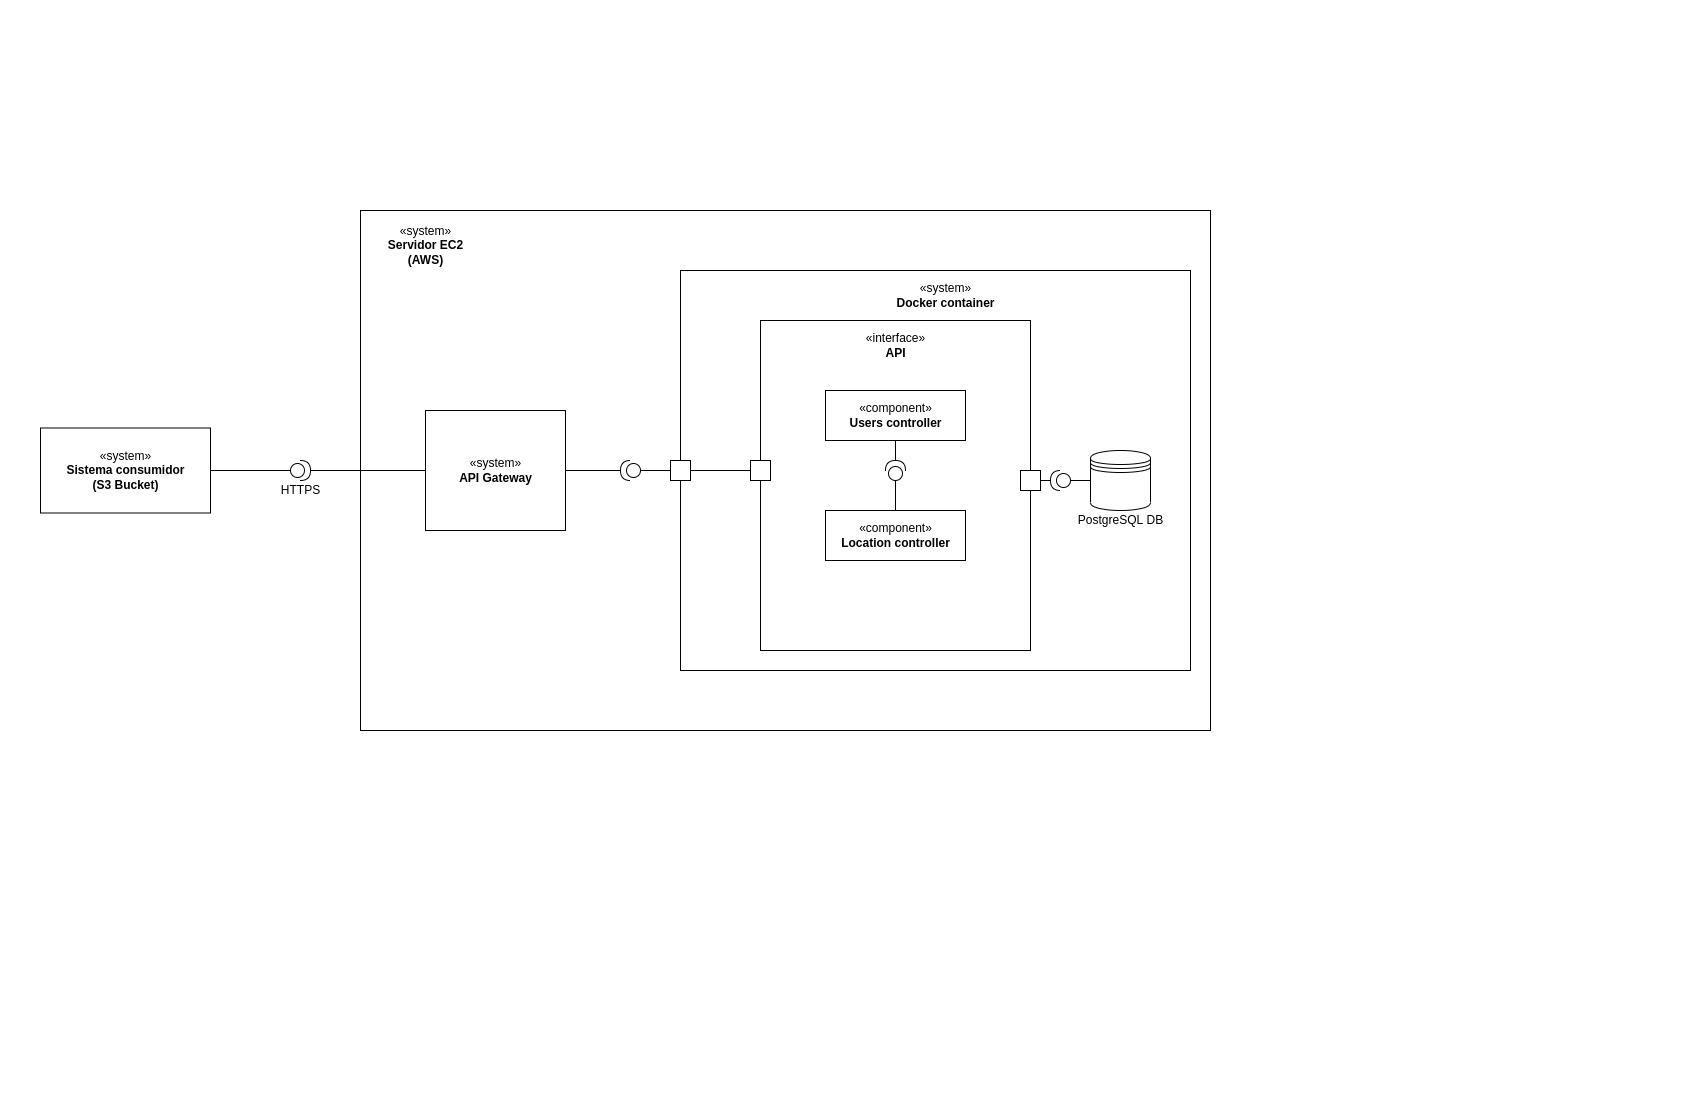 «system»
Servidor EC2
(AWS)
«system»
Docker container
«interface»
API
«component»
Users controller
«system»
Sistema consumidor
(S3 Bucket)
HTTPS
«system»
API Gateway
«component»
Location controller
PostgreSQL DB